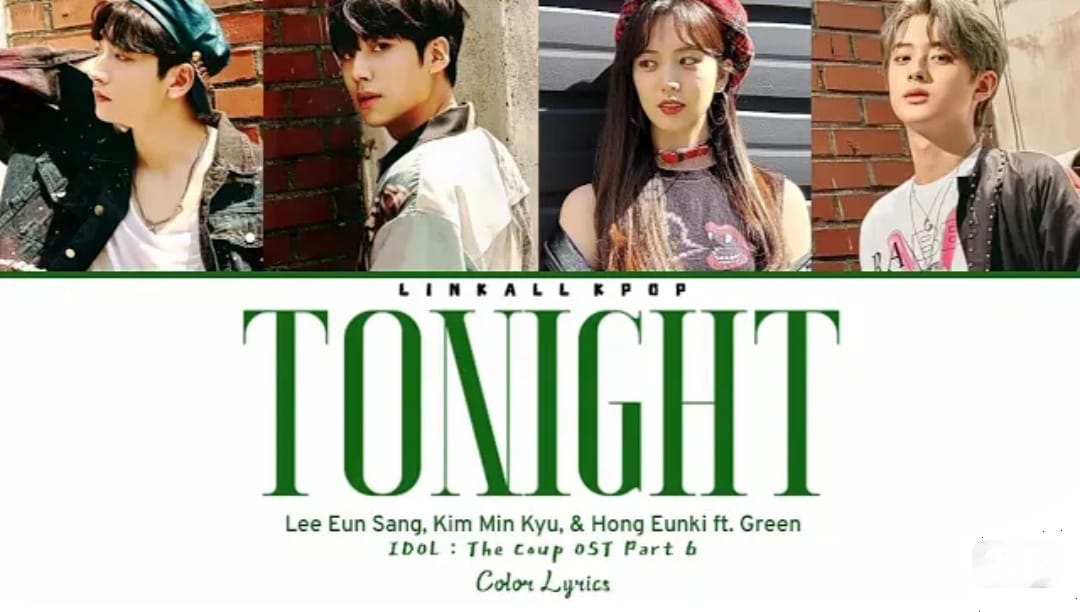 LINKALL KPOP
TONIGHT
Lee Eun Sang, Kim Min Kyu, & Hong Eunki ft. Green
IDOL : The Coup OST Part 6
Color Lyrics